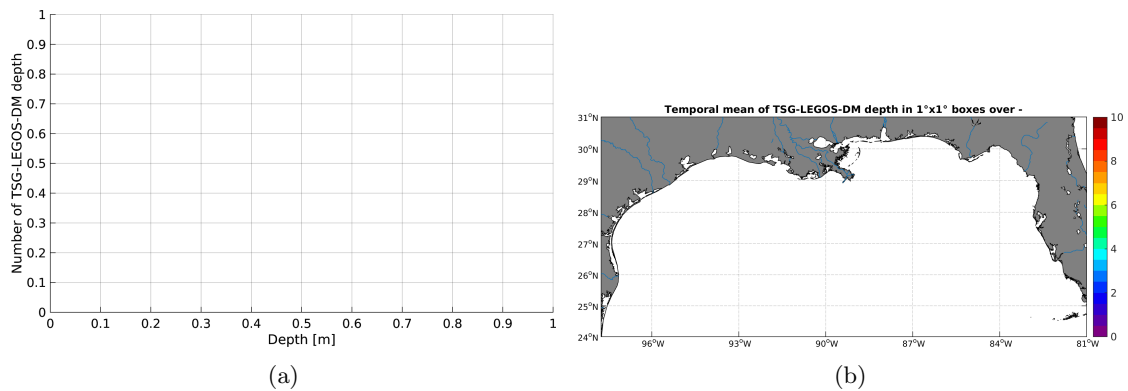 1
0.9
0.8
0.7
0.6
0.5
0.4
0.3
0.2
0.1
0
Number of TSG-LEGOS-DM depth
0 0.1 0.2 0.3 0.4 0.5 0.6 0.7 0.8 0.9 1
Depth [m]
(a)
Temporal mean of TSG-LEGOS-DM depth in 1°x1° boxes over -
31°N
30°N
29°N
28°N
27°N
26°N
25°N
24°N
96°W 93°W 90°W 87°W 84°W 81°W
10
8
6
4
2
0
(b)